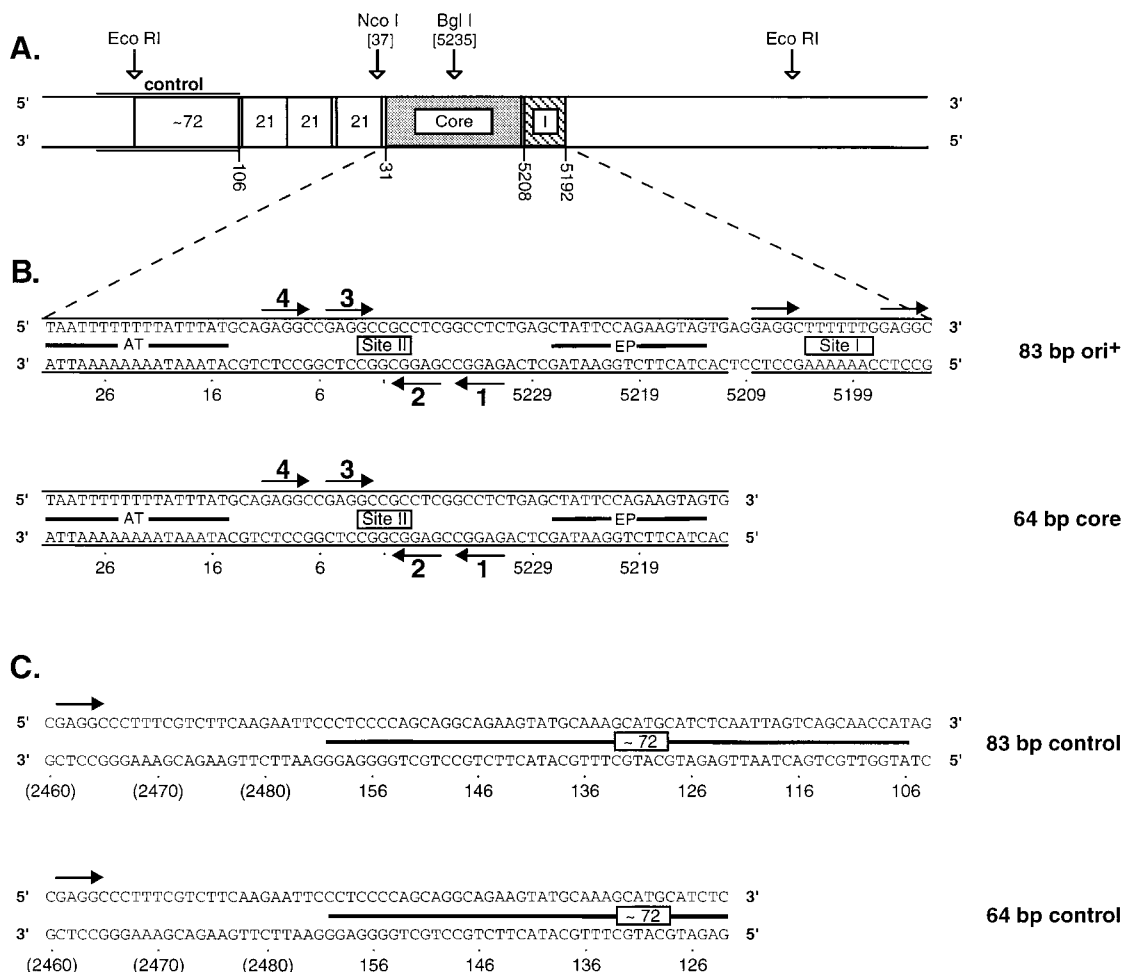 A.
Eco RI
Nco I
[37]
Bgl I
[5235]
Eco RI
control
5' ~72 21 21 21 Core I 3'
3' 5'
106 31 5208 5192
B.
4 3
5' TAATTTTTTTTATTTATGCAGAGGCCGAGGCCGCCTCGGCCTCTGAGCTATTCCAGAAGTAGTGAGGAGGCTTTTTTGGAGGC 3'
AT Site II EP Site I
83 bp ori+
3' ATTAAAAAAAATAAATACGTCTCCGGCTCCGGCGGAGCCGGAGACTCGATAAGGTCTTCATCACTCCTCCGAAAAAACCTCCG 5'
26 16 6 2 1 5229 5219 5209 5199
4 3
5' TAATTTTTTTTATTTATGCAGAGGCCGAGGCCGCCTCGGCCTCTGAGCTATTCCAGAAGTAGTG 3'
AT Site II EP
64 bp core
3' ATTAAAAAAAATAAATACGTCTCCGGCTCCGGCGGAGCCGGAGACTCGATAAGGTCTTCATCAC 5'
26 16 6 2 1 5229 5219
C.
5' CGAGGCCCTTTCGTCTTCAAGAATTCCCTCCCCAGCAGGCAGAAGTATGCAAAGCATGCATCTCAATTAGTCAGCAACCATAG 3'
~ 72
83 bp control
3' GCTCCGGGAAAGCAGAAGTTCTTAAGGGAGGGGTCGTCCGTCTTCATACGTTTCGTACGTAGAGTTAATCAGTCGTTGGTATC 5'
(2460) (2470) (2480) 156 146 136 126 116 106
5' CGAGGCCCTTTCGTCTTCAAGAATTCCCTCCCCAGCAGGCAGAAGTATGCAAAGCATGCATCTC 3'
~ 72
64 bp control
3' GCTCCGGGAAAGCAGAAGTTCTTAAGGGAGGGGTCGTCCGTCTTCATACGTTTCGTACGTAGAG 5'
(2460) (2470) (2480) 156 146 136 126